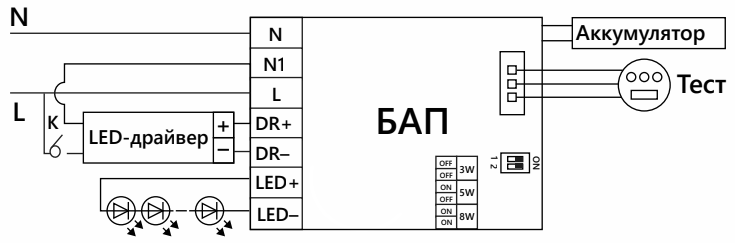 N
N
N1
L
L
К
LED-драйвер
+
−
DR+
DR−
LED+
LED−
БАП
Аккумулятор
Тест
1 2
ON
OFF
OFF
3W
ON
OFF
5W
ON
ON
8W